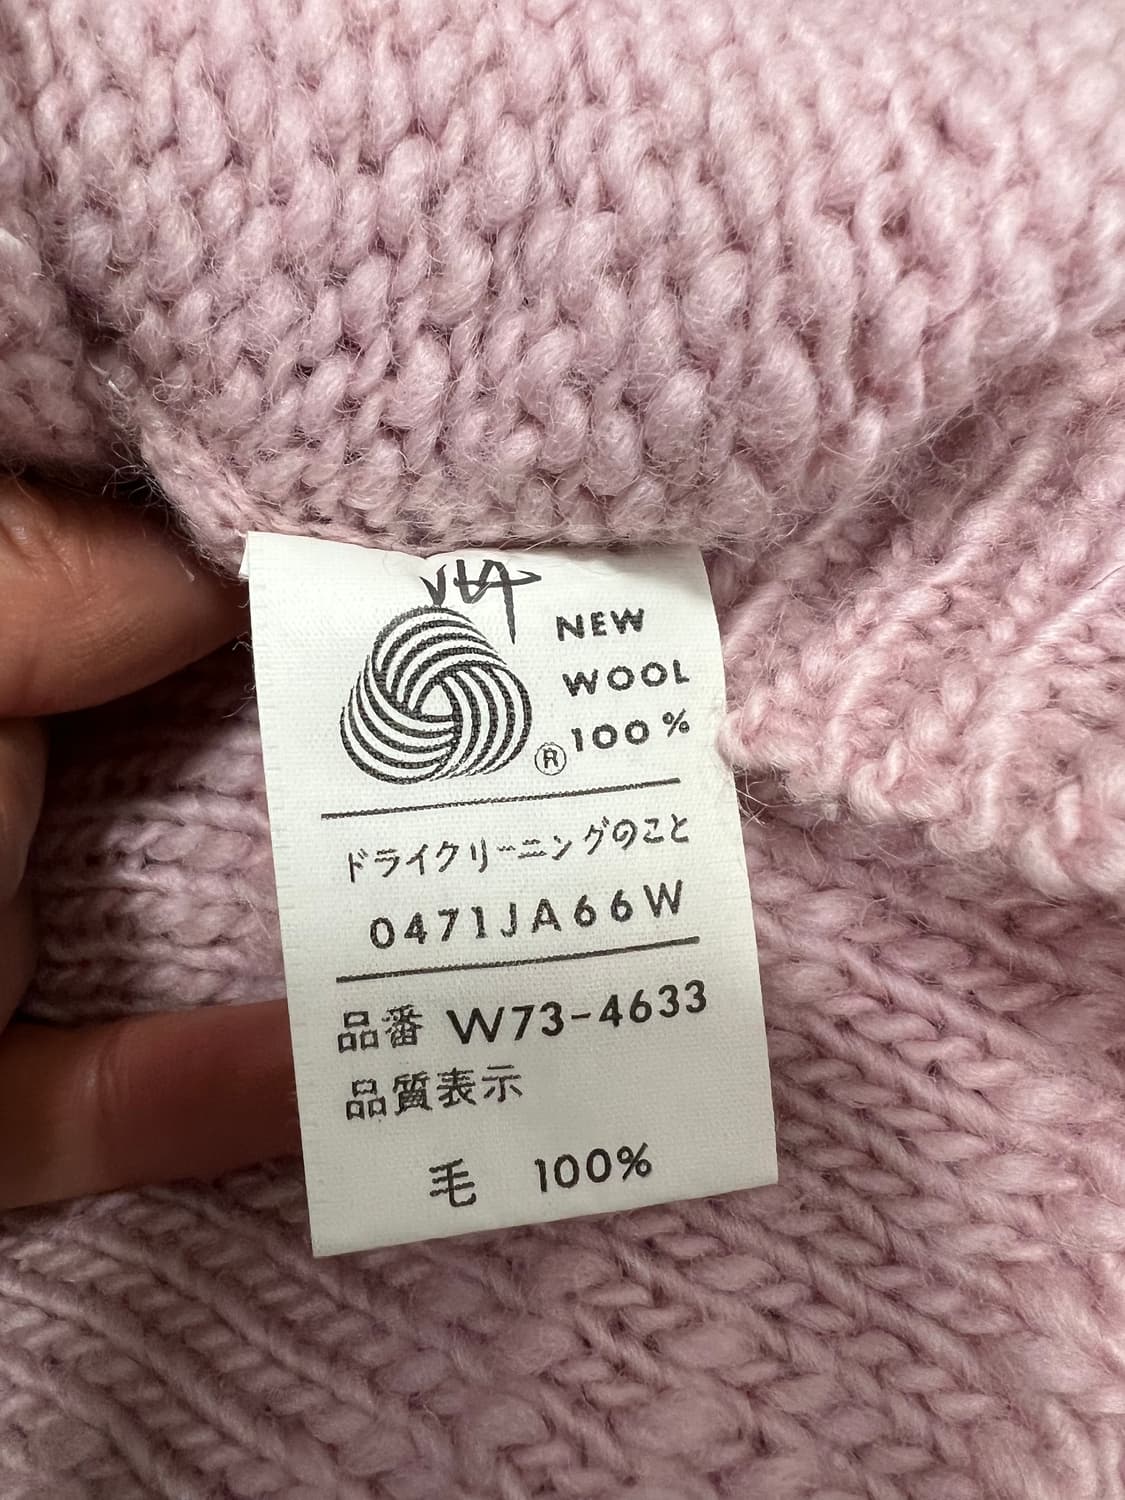 NEW
WOOL
100%
®
ドライクリーニングのこと
0471JA66W
品番 W73-4633
品質表示
毛 100%